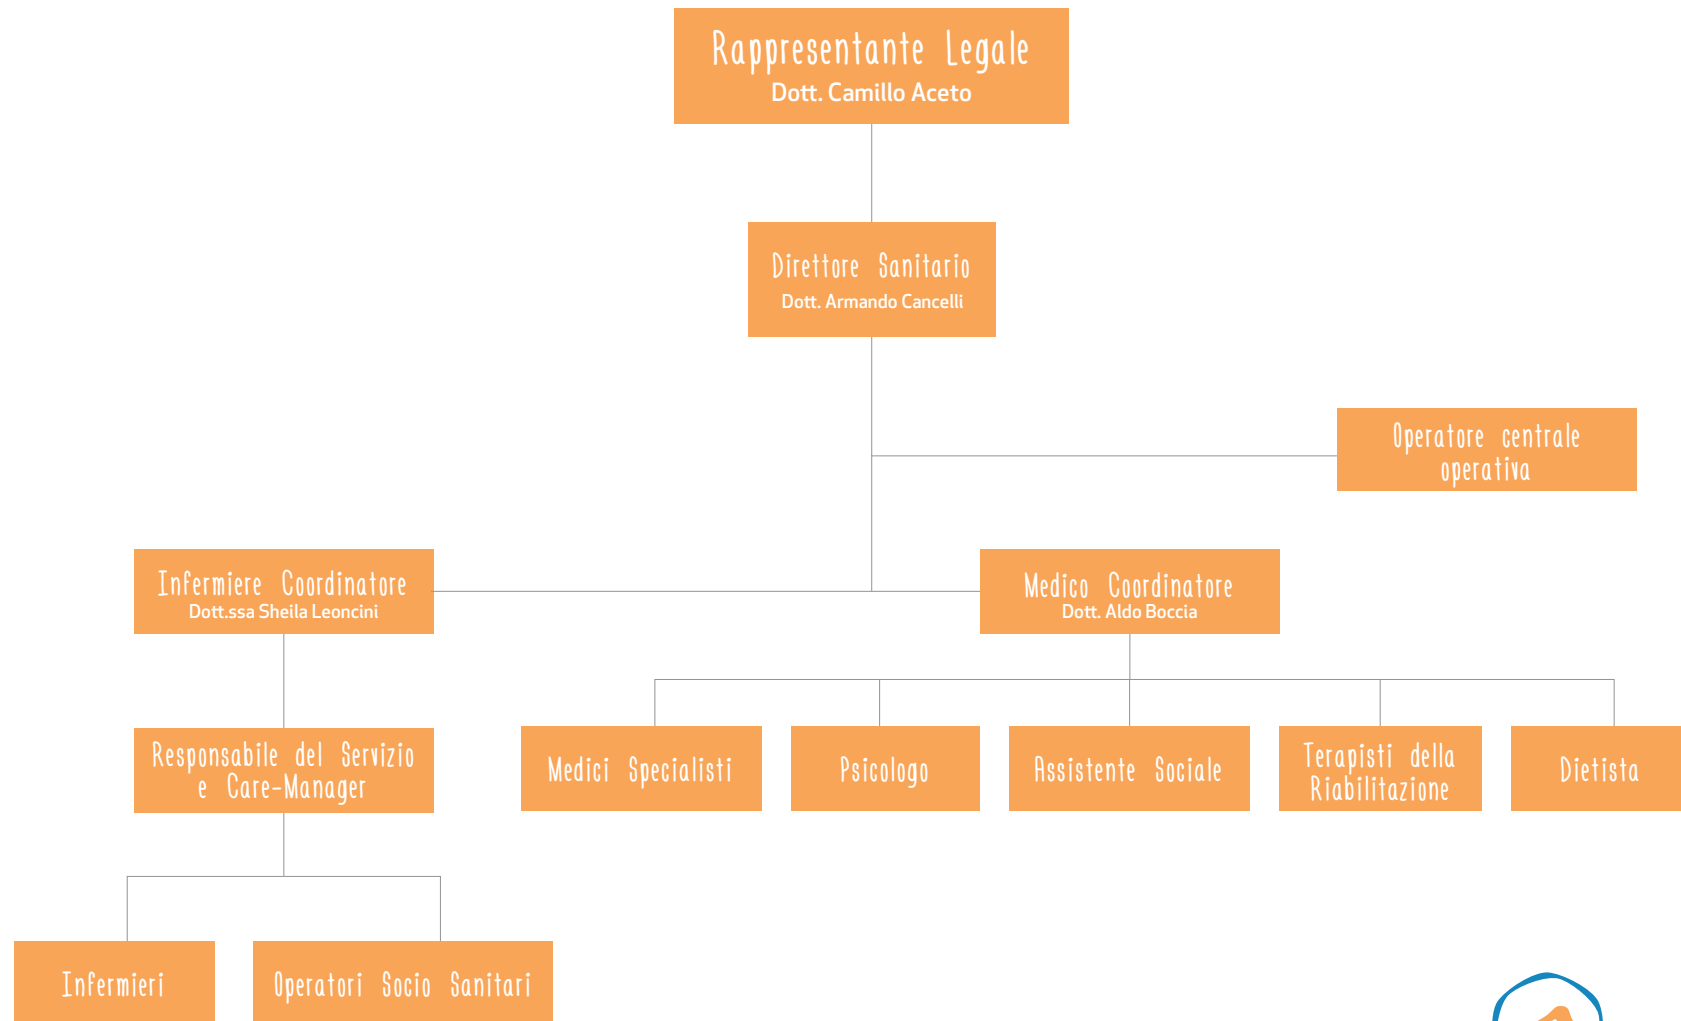 Rappresentante Legale
Dott. Camillo Aceto
Direttore Sanitario
Dott. Armando Cancelli
Operatore centrale
operativa
Infermiere Coordinatore
Dott.ssa Sheila Leoncini
Medico Coordinatore
Dott. Aldo Boccia
Responsabile del Servizio
e Care-Manager
Medici Specialisti
Psicologo
Assistente Sociale
Terapisti della
Riabilitazione
Dietista
Infermieri
Operatori Socio Sanitari